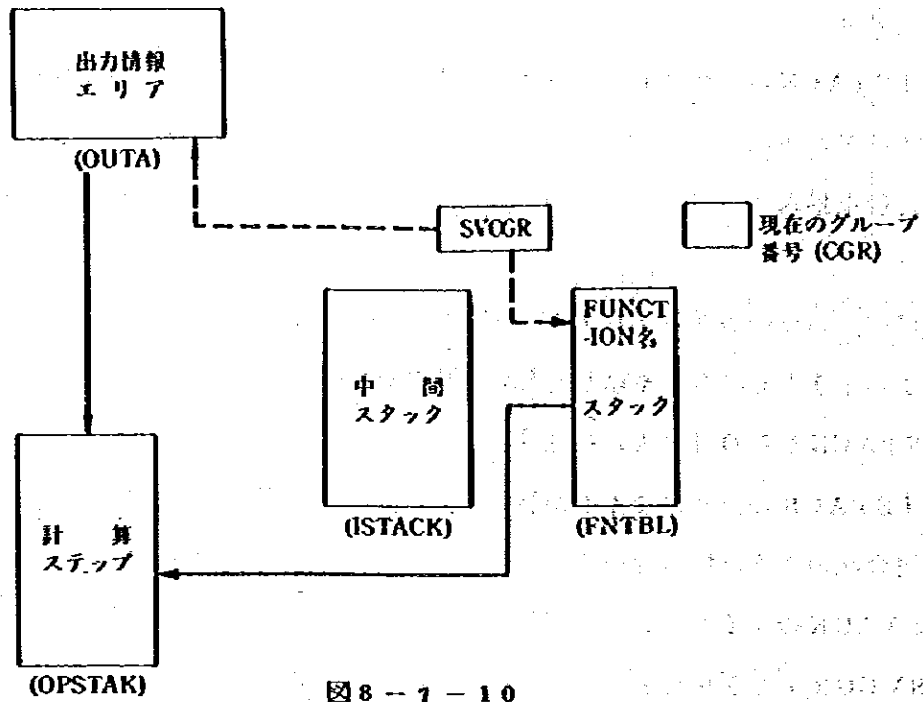 出力情報
エリア
(OUTA)
SVCGR
現在のグループ
番号 (CGR)
FUNCT
-ION名
スタック
中間
スタック
(ISTACK)
(FNTBL)
計算
ステップ
(OPSTAK)
図8-7-10